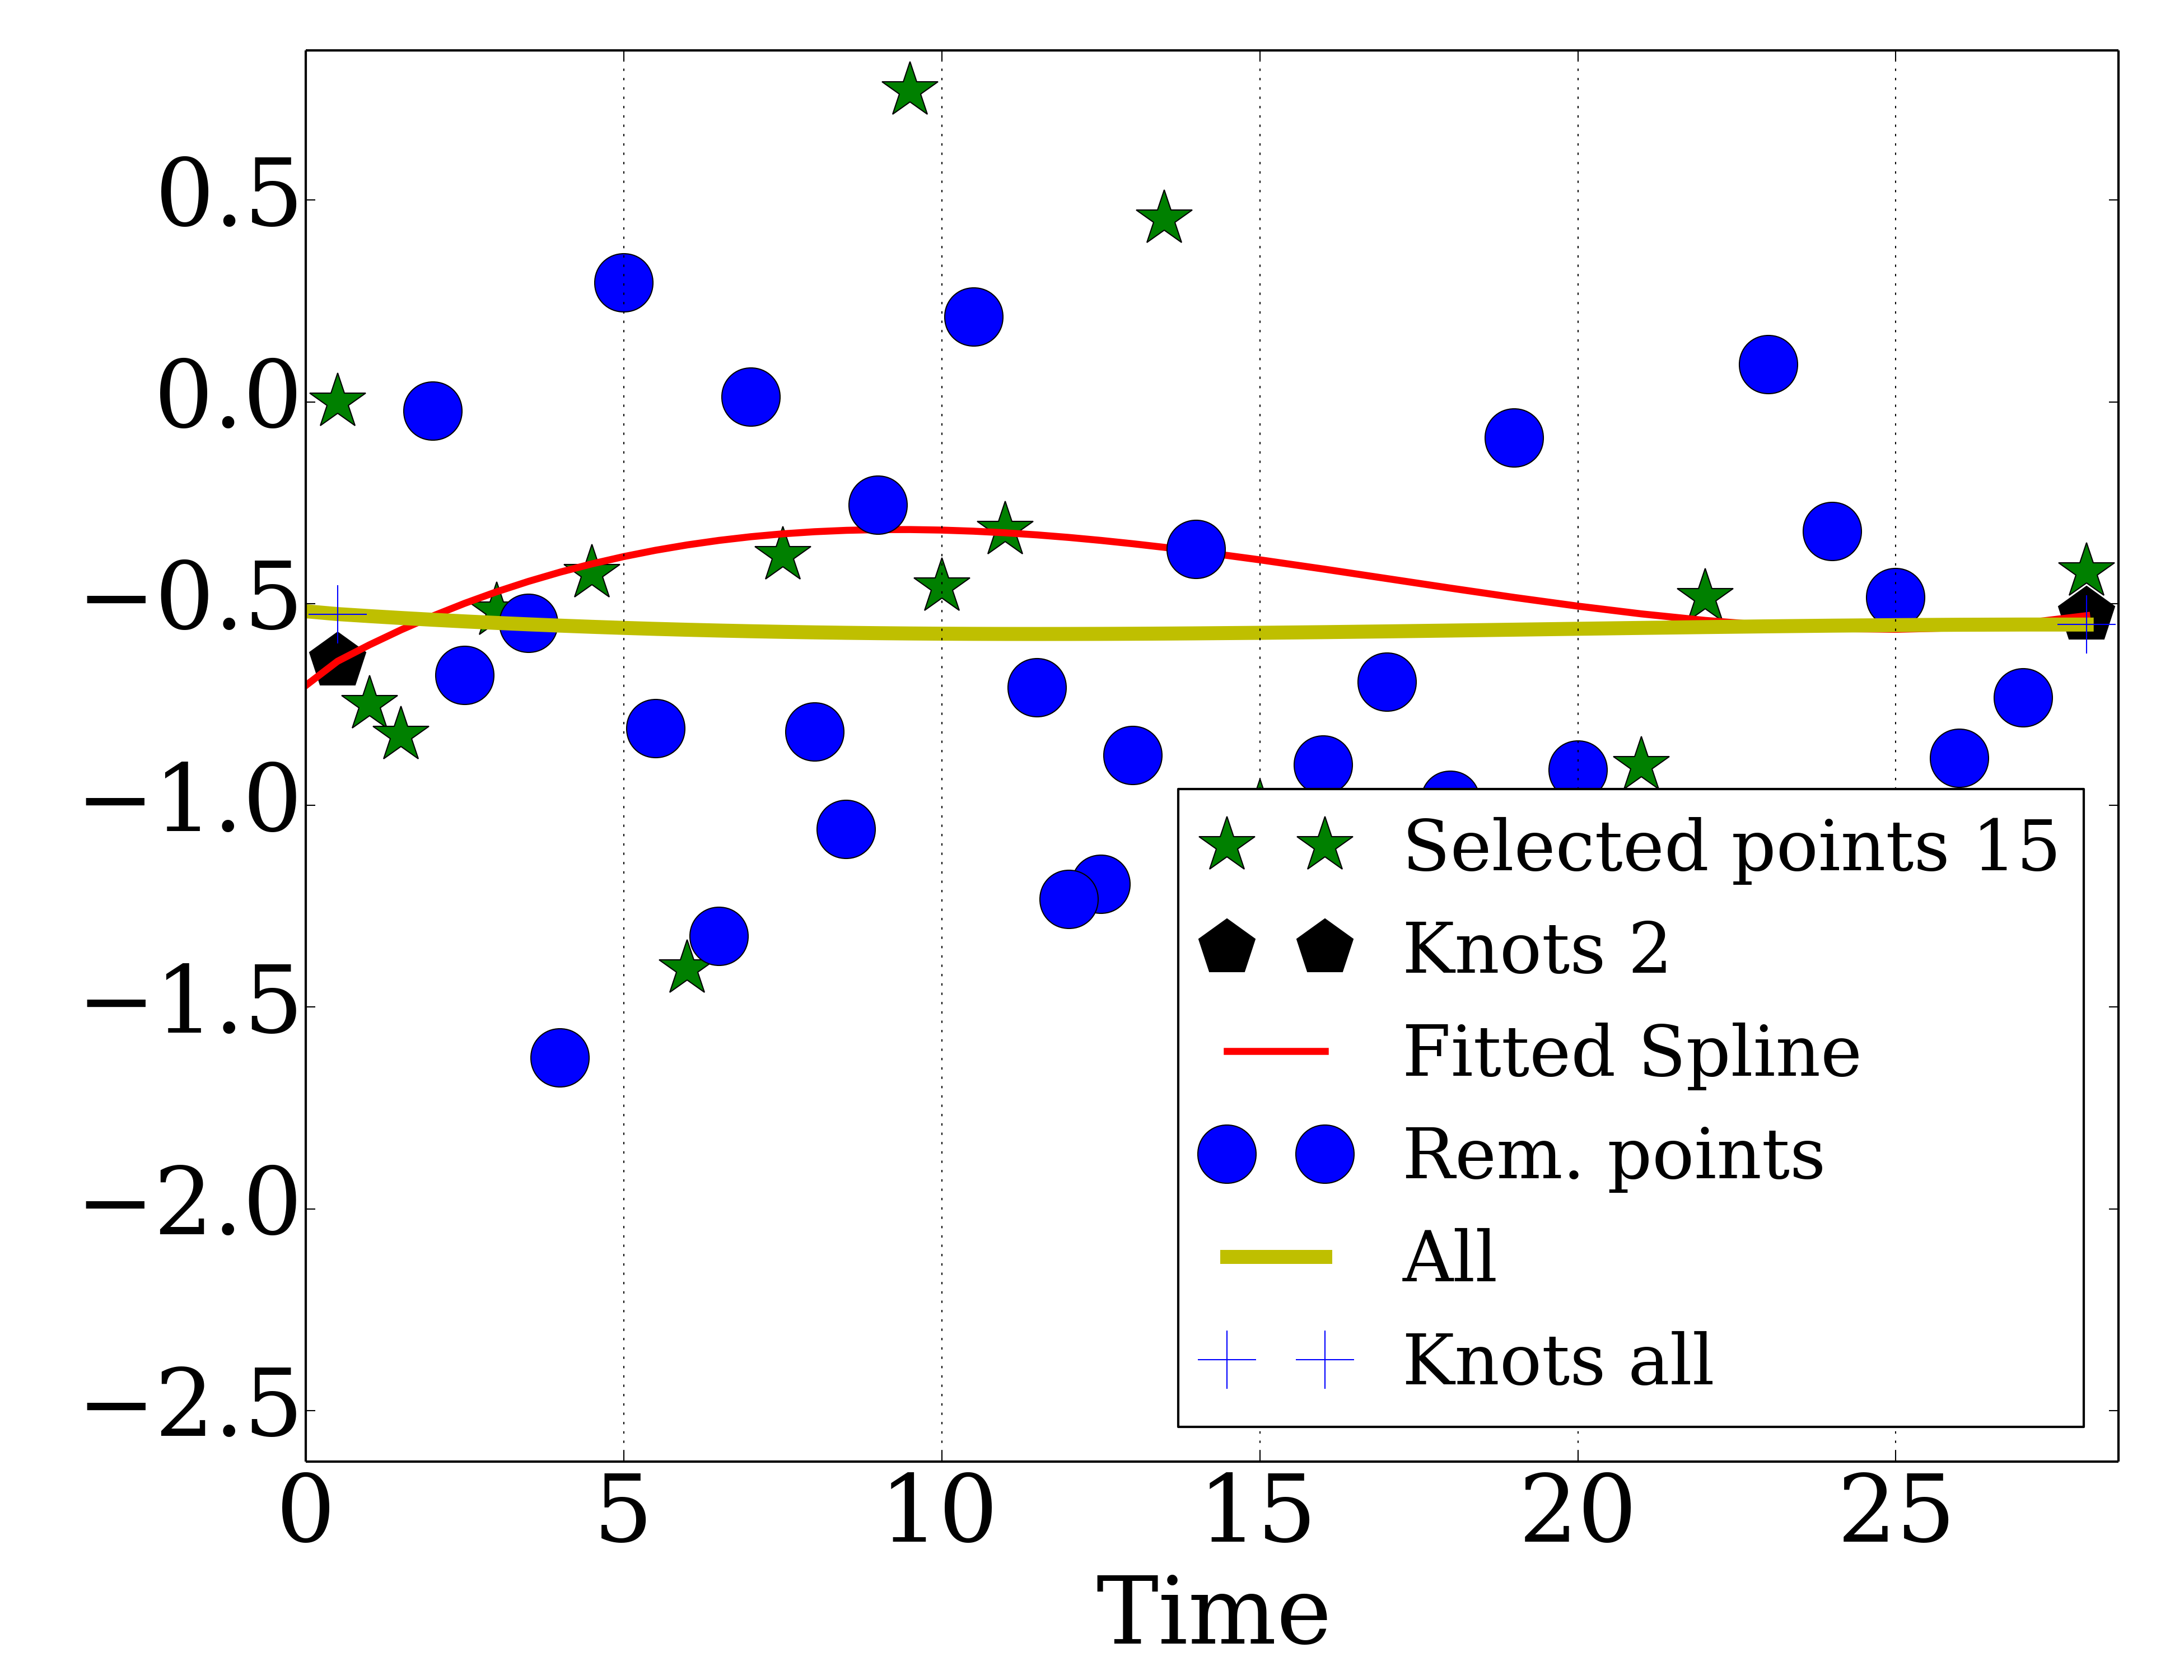 0.5
0.0
−0.5
−1.0
−1.5
−2.0
−2.5
Selected points 15
Knots 2
Fitted Spline
Rem. points
All
Knots all
0 5 10 15 20 25
Time